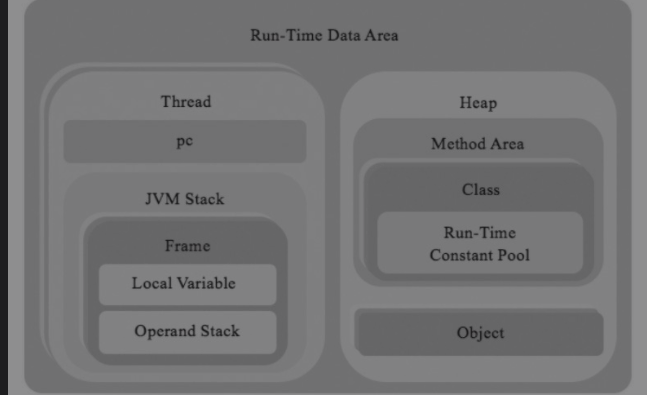 Run-Time Data Area
Thread
pc
JVM Stack
Frame
Local Variable
Operand Stack
Heap
Method Area
Class
Run-Time
Constant Pool
Object